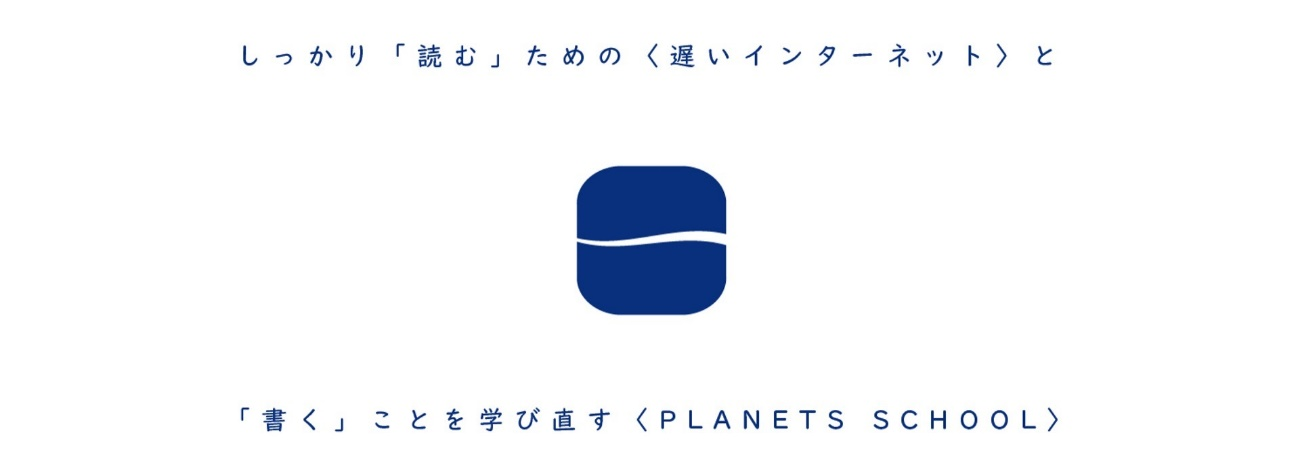 しっかり「読む」ための〈遅いインターネット〉と
「書く」ことを学び直す〈PLANETS SCHOOL〉